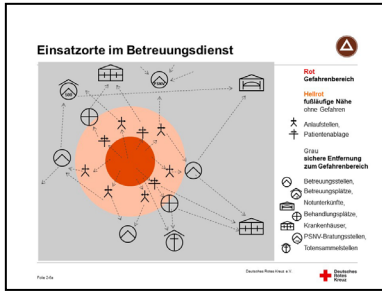 Einsatzorte im Betreuungsdienst
Rot
Gefahrenbereich
Hellrot
fußläufige Nähe
ohne Gefahren
Anlaufstellen,
Patientenablage
Grau
sichere Entfernung
zum Gefahrenbereich
Betreuungsstellen,
Betreuungsplätze,
Notunterkünfte,
Behandlungsplätze,
Krankenhäuser,
PSNV-Bratungsstellen,
Totensammelstellen
Deutsches Rotes Kreuz e.V.
Deutsches
Rotes
Kreuz